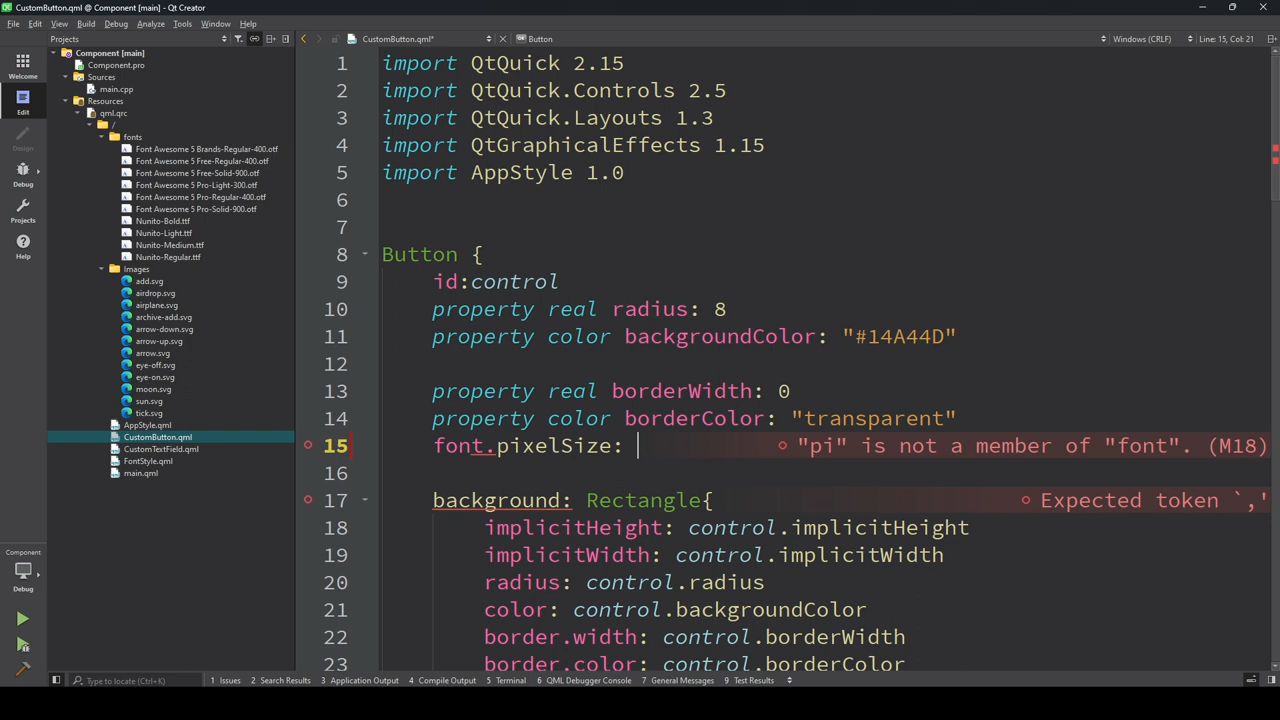 CustomButton.qml @ Component [main] - Qt Creator
File Edit View Build Debug Analyze Tools Window Help
Projects
CustomButton.qml*
Button
Windows (CRLF)
Line: 15, Col: 21
Welcome
Edit
Design
Debug
Projects
Help
Component
Debug
Component [main]
Component.pro
Sources
main.cpp
Resources
qml.qrc
/
fonts
Font Awesome 5 Brands-Regular-400.otf
Font Awesome 5 Free-Regular-400.otf
Font Awesome 5 Free-Solid-900.otf
Font Awesome 5 Pro-Light-300.otf
Font Awesome 5 Pro-Regular-400.otf
Font Awesome 5 Pro-Solid-900.otf
Nunito-Bold.ttf
Nunito-Light.ttf
Nunito-Medium.ttf
Nunito-Regular.ttf
Images
add.svg
airdrop.svg
airplane.svg
archive-add.svg
arrow-down.svg
arrow-up.svg
arrow.svg
eye-off.svg
eye-on.svg
moon.svg
sun.svg
tick.svg
AppStyle.qml
CustomButton.qml
CustomTextField.qml
FontStyle.qml
main.qml
1 import QtQuick 2.15
2 import QtQuick.Controls 2.5
3 import QtQuick.Layouts 1.3
4 import QtGraphicalEffects 1.15
5 import AppStyle 1.0
6
7
8 Button {
9 id:control
10 property real radius: 8
11 property color backgroundColor: "#14A44D"
12
13 property real borderWidth: 0
14 property color borderColor: "transparent"
15 font.pixelSize: "pi" is not a member of "font". (M18)
16
17 background: Rectangle{ Expected token `,'
18 implicitHeight: control.implicitHeight
19 implicitWidth: control.implicitWidth
20 radius: control.radius
21 color: control.backgroundColor
22 border.width: control.borderWidth
23 border.color: control.borderColor
Type to locate (Ctrl+K)
1 Issues 2 Search Results 3 Application Output 4 Compile Output 5 Terminal 6 QML Debugger Console 7 General Messages 9 Test Results